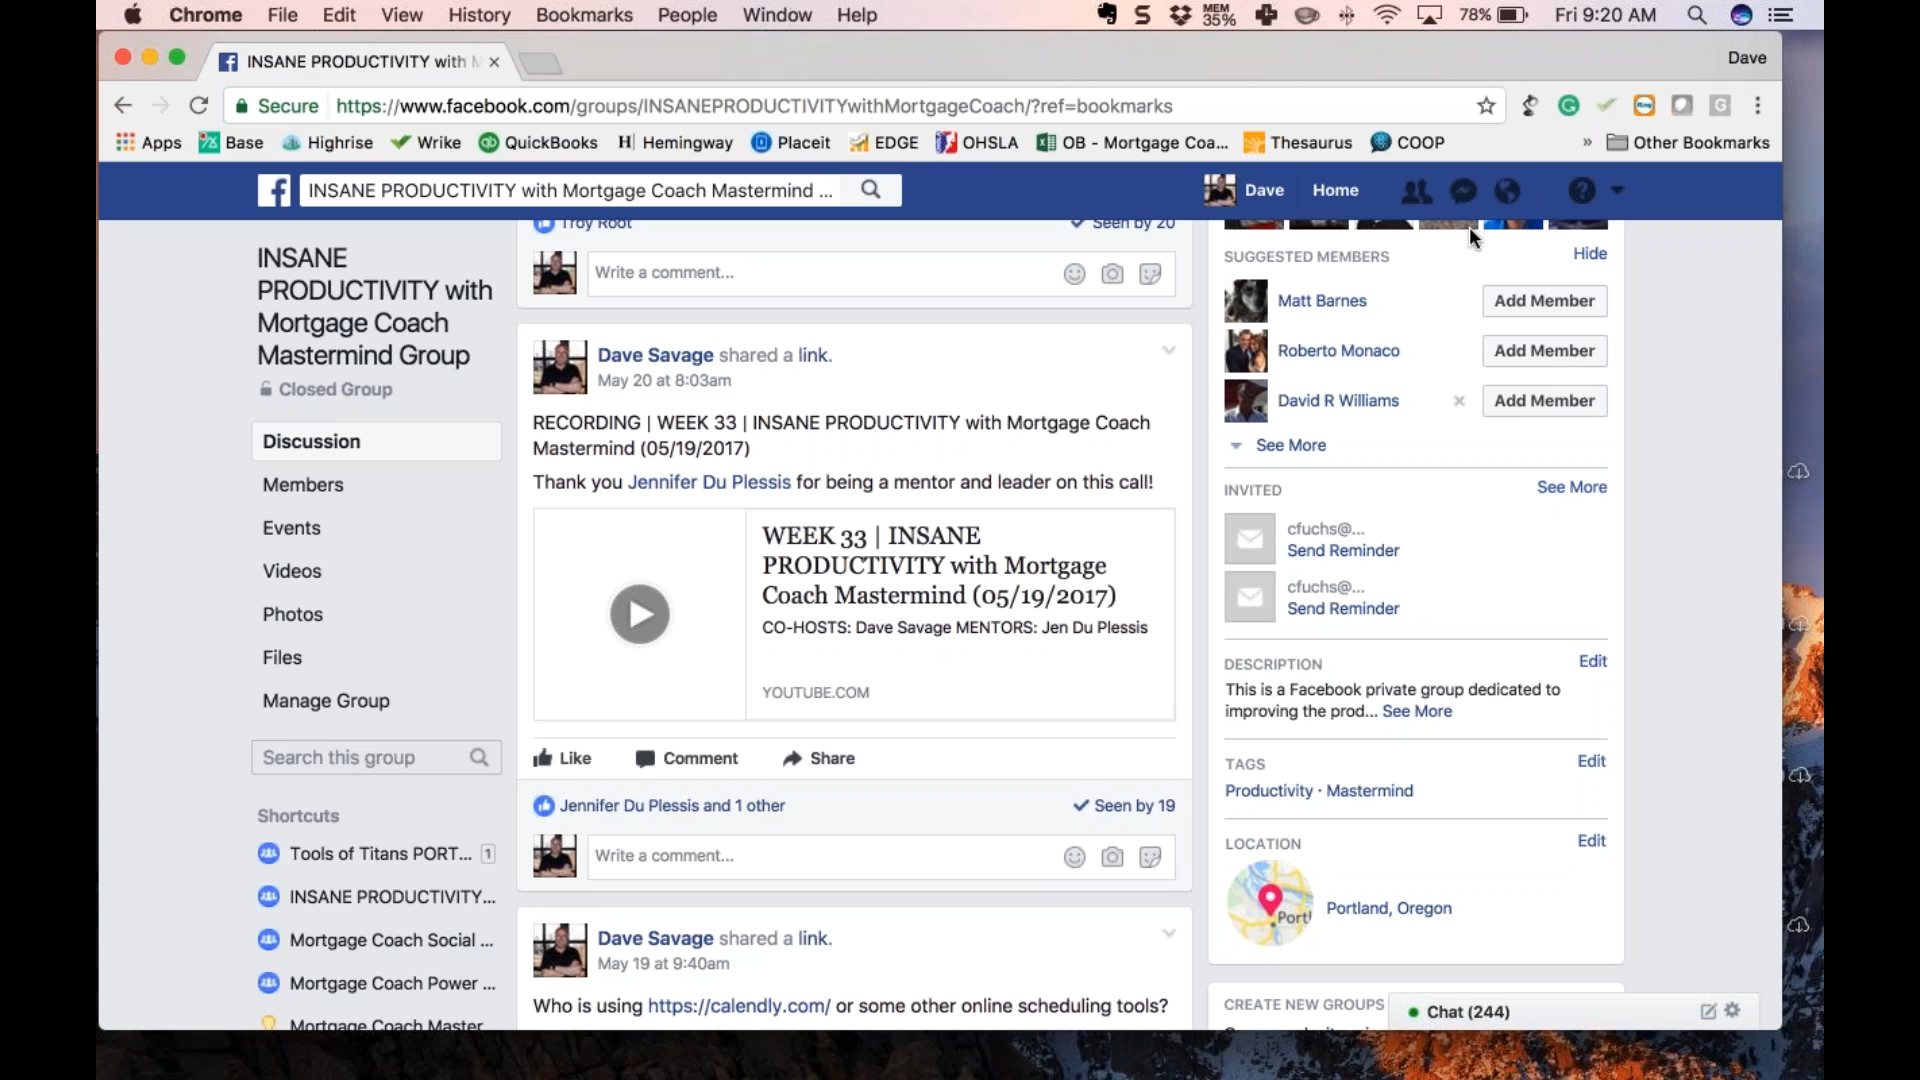 Chrome File Edit View History Bookmarks People Window Help
MEM 35% 78% Fri 9:20 AM
INSANE PRODUCTIVITY with
Dave
Secure https://www.facebook.com/groups/INSANEPRODUCTIVITYwithMortgageCoach/?ref=bookmarks
Apps Base Highrise Wrike QuickBooks Hemingway Placeit EDGE OHSLA OB - Mortgage Coa... Thesaurus COOP » Other Bookmarks
INSANE PRODUCTIVITY with Mortgage Coach Mastermind ...
Dave Home
INSANE
PRODUCTIVITY with
Mortgage Coach
Mastermind Group
Closed Group
Discussion
Members
Events
Videos
Photos
Files
Manage Group
Search this group
Shortcuts
Tools of Titans PORT... 1
INSANE PRODUCTIVITY...
Mortgage Coach Social ...
Mortgage Coach Power ...
Mortgage Coach Master
Troy Root
Seen by 20
Write a comment...
Dave Savage shared a link.
May 20 at 8:03am
RECORDING | WEEK 33 | INSANE PRODUCTIVITY with Mortgage Coach
Mastermind (05/19/2017)
Thank you Jennifer Du Plessis for being a mentor and leader on this call!
WEEK 33 | INSANE
PRODUCTIVITY with Mortgage
Coach Mastermind (05/19/2017)
CO-HOSTS: Dave Savage MENTORS: Jen Du Plessis
YOUTUBE.COM
Like Comment Share
Jennifer Du Plessis and 1 other
Seen by 19
Write a comment...
Dave Savage shared a link.
May 19 at 9:40am
Who is using https://calendly.com/ or some other online scheduling tools?
SUGGESTED MEMBERS Hide
Matt Barnes Add Member
Roberto Monaco Add Member
David R Williams Add Member
See More
INVITED See More
cfuchs@...
Send Reminder
cfuchs@...
Send Reminder
DESCRIPTION Edit
This is a Facebook private group dedicated to
improving the prod... See More
TAGS Edit
Productivity · Mastermind
LOCATION Edit
Portland, Oregon
CREATE NEW GROUPS
Chat (244)